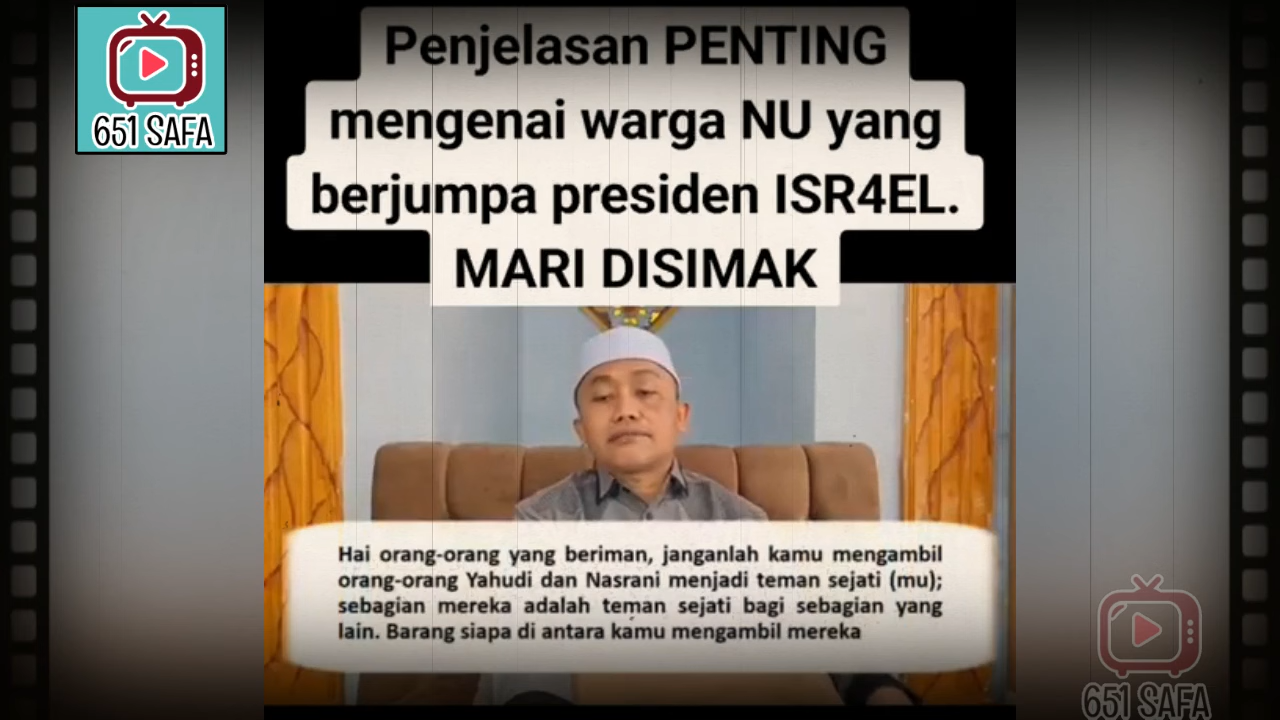 651 SAFA
Penjelasan PENTING
mengenai warga NU yang
berjumpa presiden ISR4EL.
MARI DISIMAK
Hai orang-orang yang beriman, janganlah kamu mengambil
orang-orang Yahudi dan Nasrani menjadi teman sejati (mu);
sebagian mereka adalah teman sejati bagi sebagian yang
lain. Barang siapa di antara kamu mengambil mereka
651 SAFA